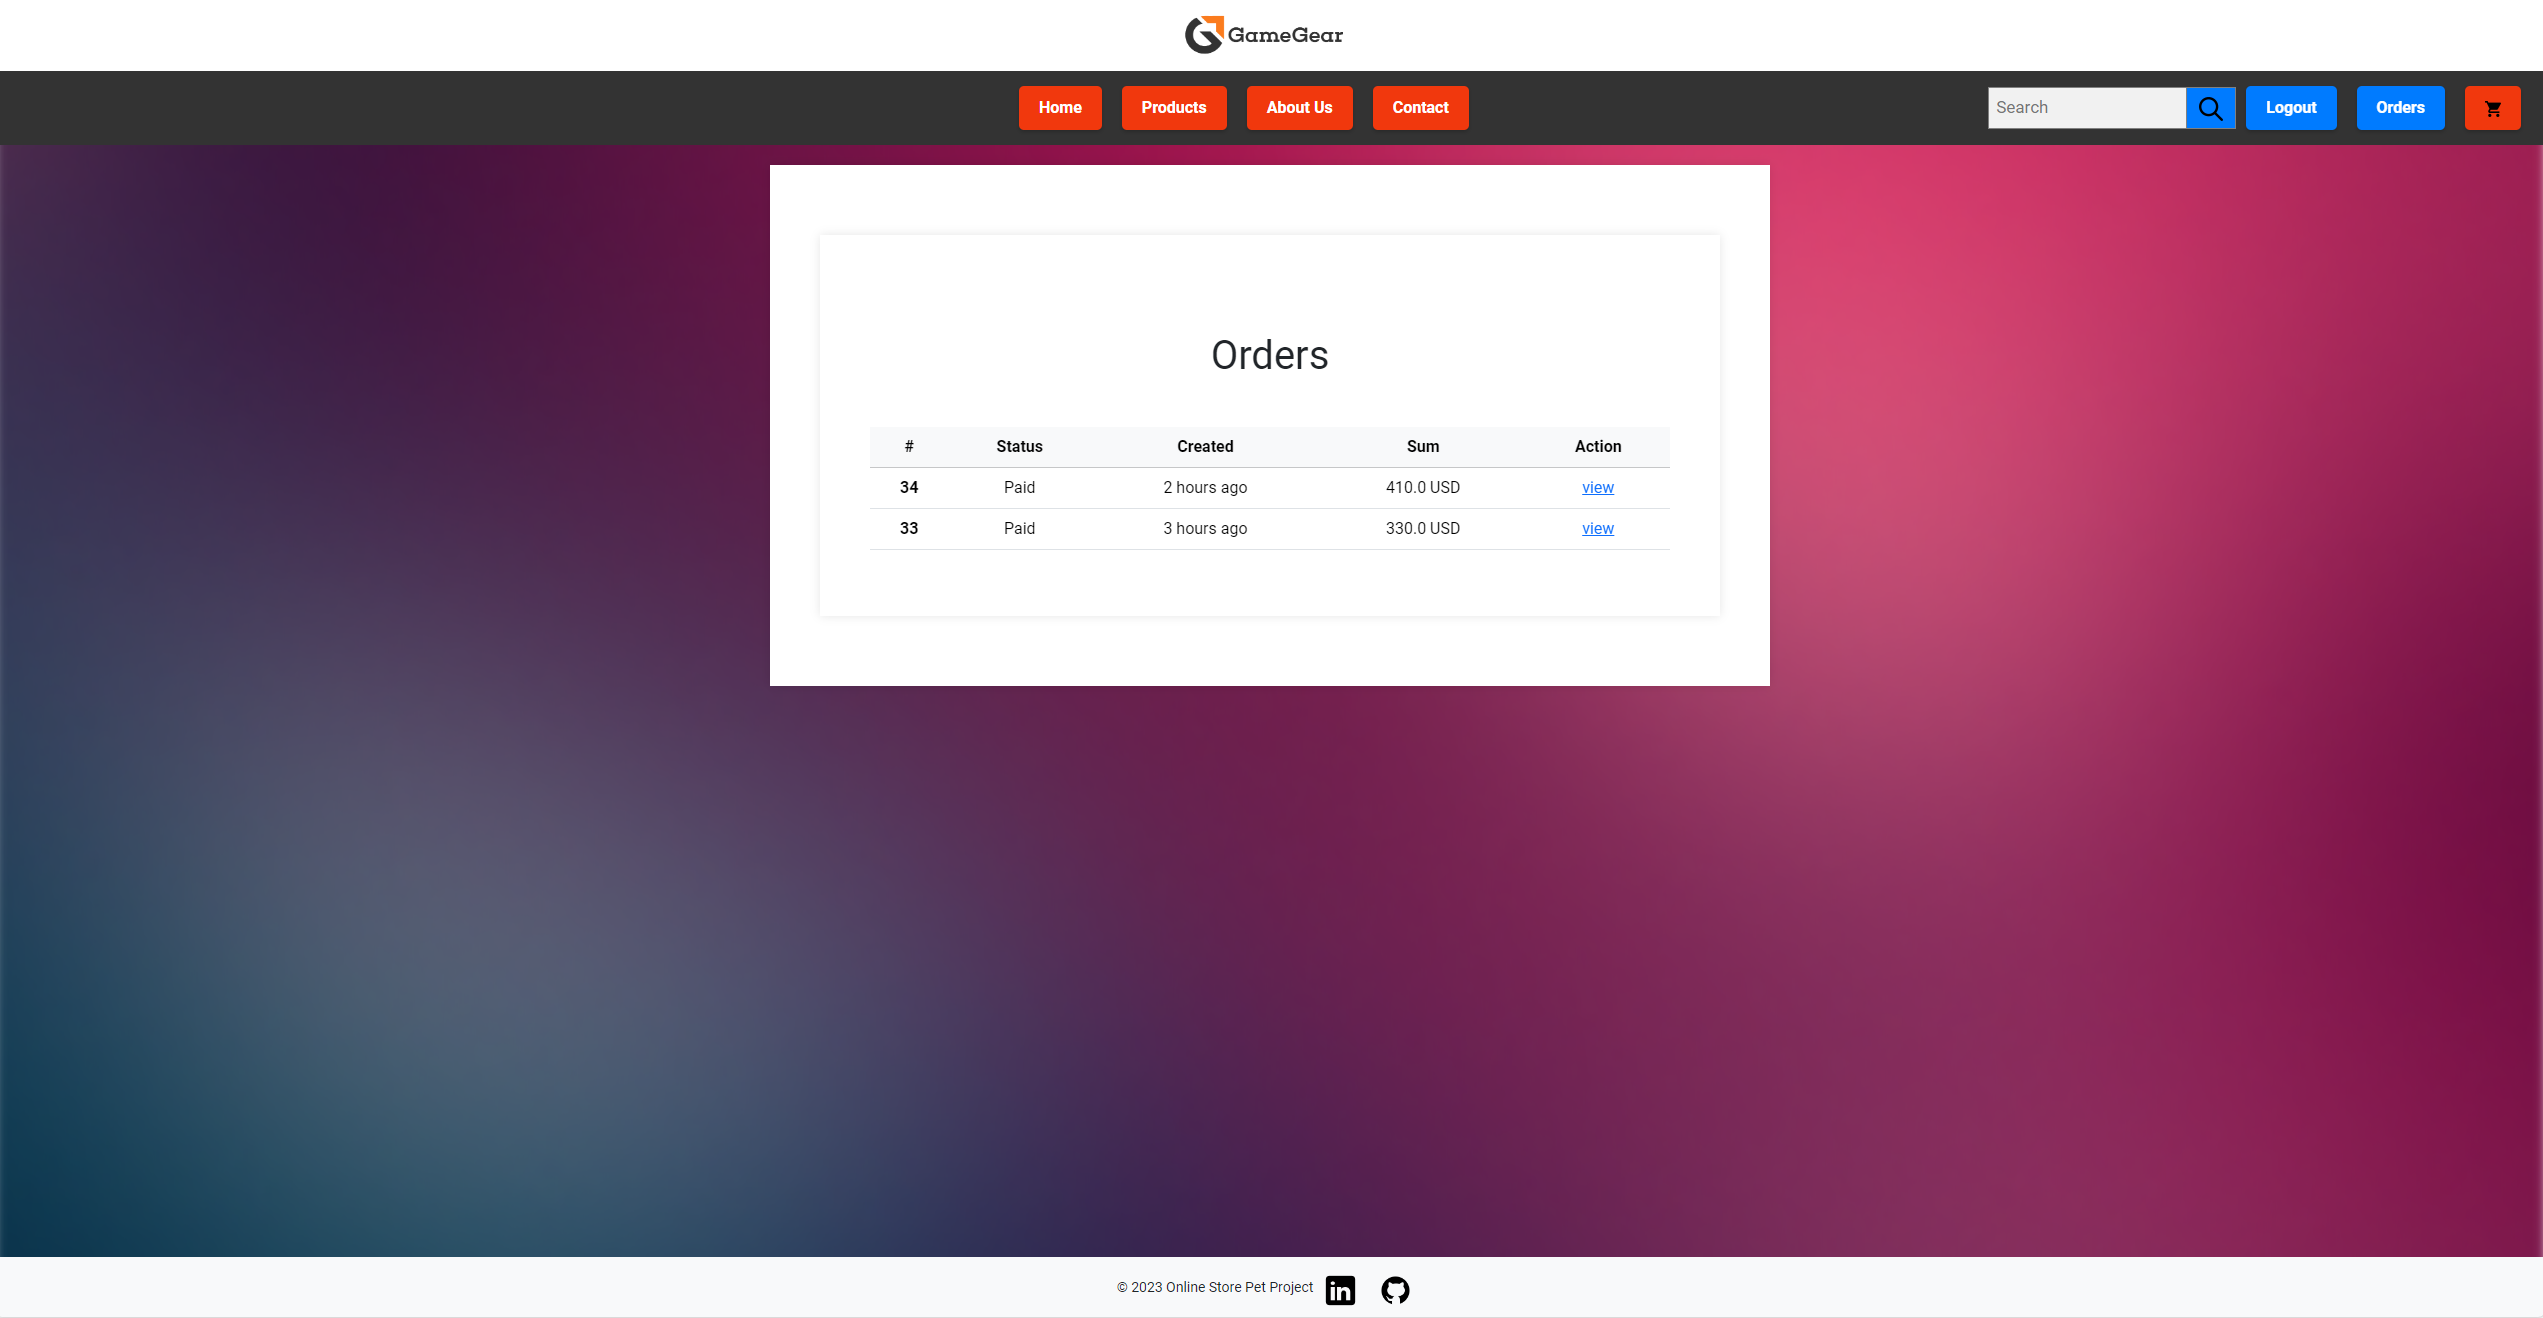 GameGear
Home Products About Us Contact Search Logout Orders
Orders
# Status Created Sum Action
34 Paid 2 hours ago 410.0 USD view
33 Paid 3 hours ago 330.0 USD view
© 2023 Online Store Pet Project in